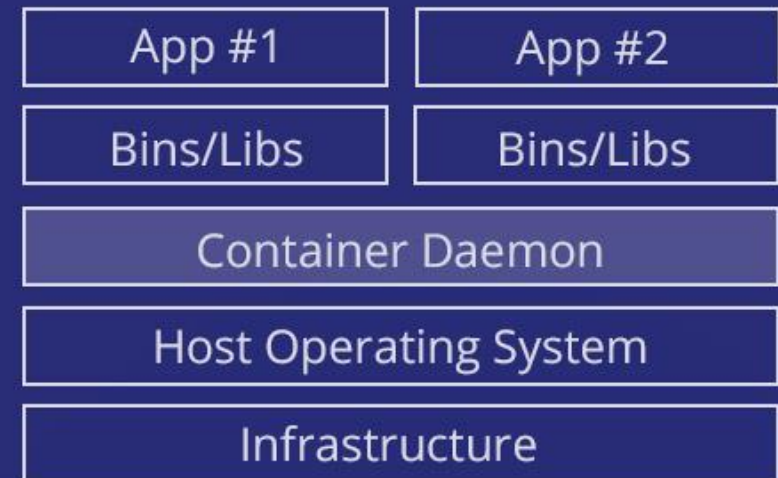 App #1 App #2
Bins/Libs Bins/Libs
Container Daemon
Host Operating System
Infrastructure